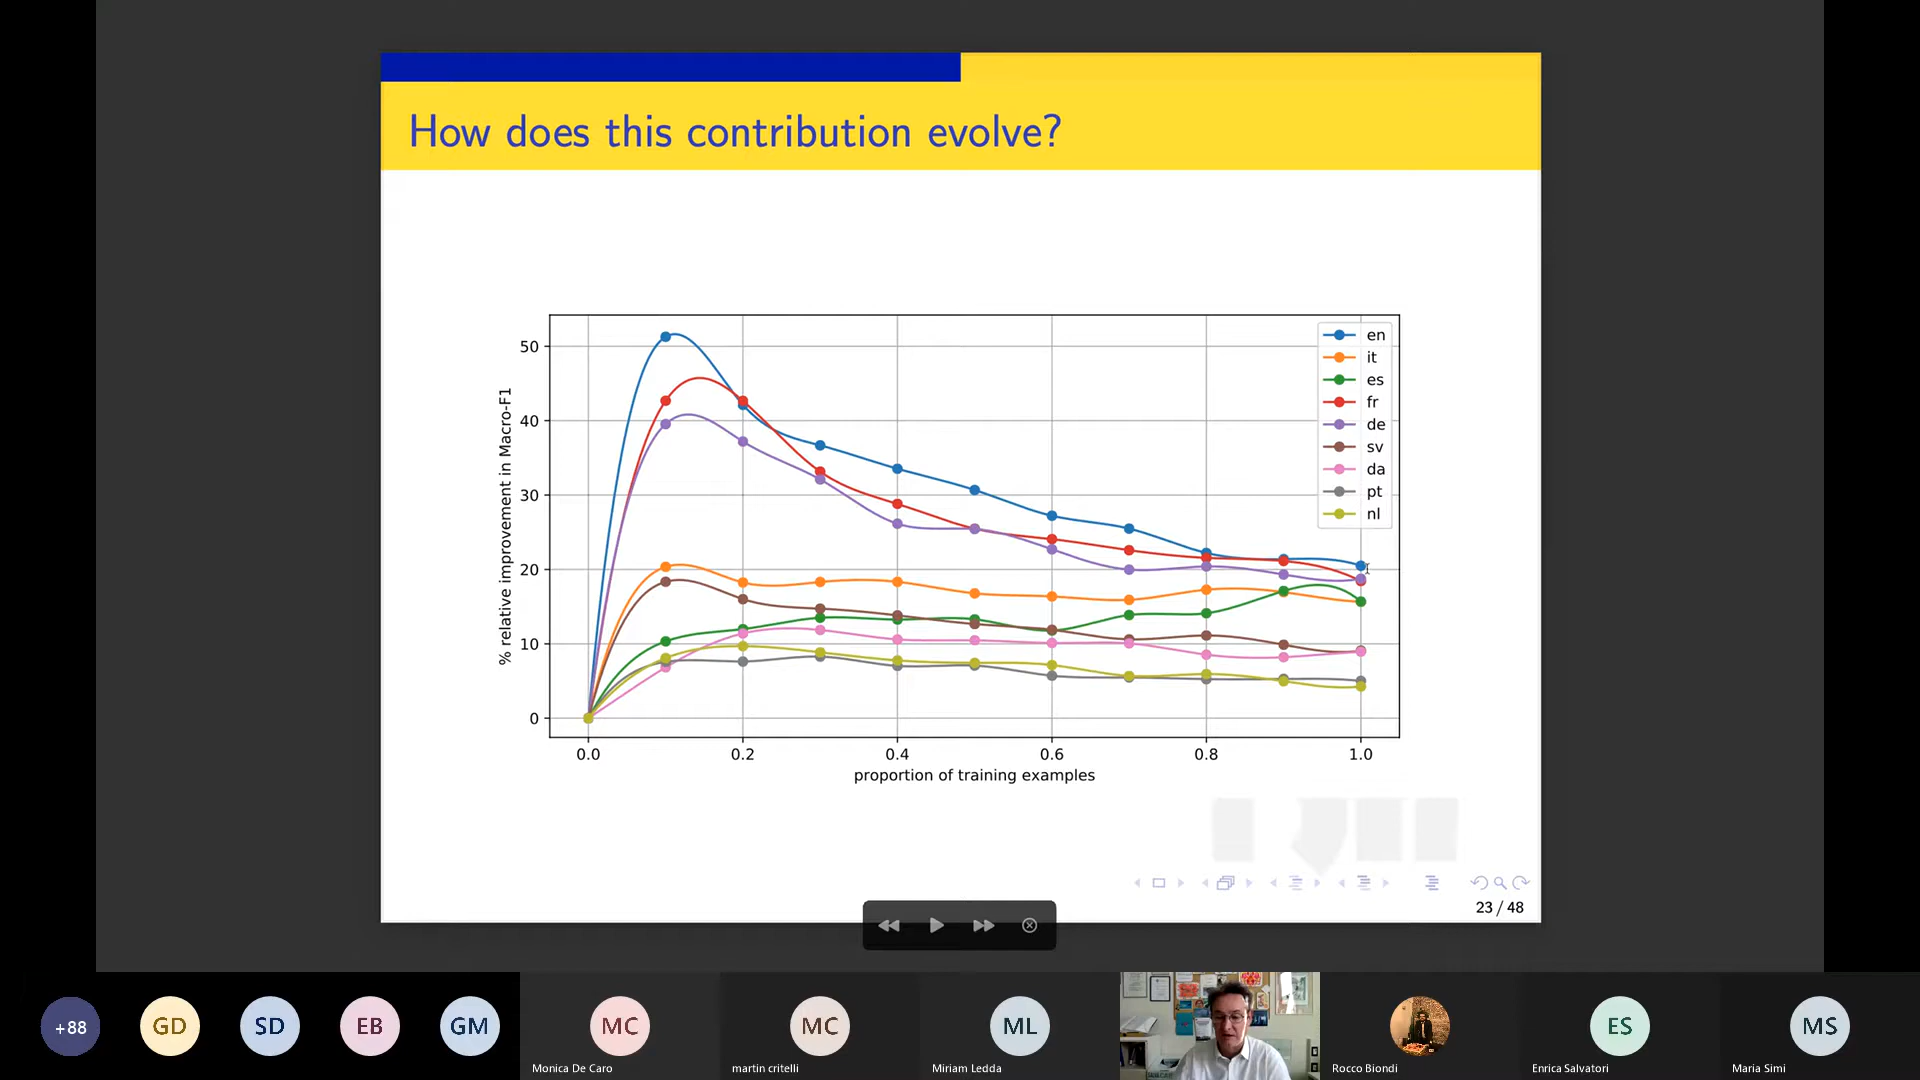 How does this contribution evolve?
% relative improvement in Macro-F1
50
40
30
20
10
0
0.0 0.2 0.4 0.6 0.8 1.0
proportion of training examples
en
it
es
fr
de
sv
da
pt
nl
23 / 48
+88 GD SD EB GM MC MC ML ES MS
Monica De Caro martin critelli Miriam Ledda Rocco Biondi Enrica Salvatori Maria Simi